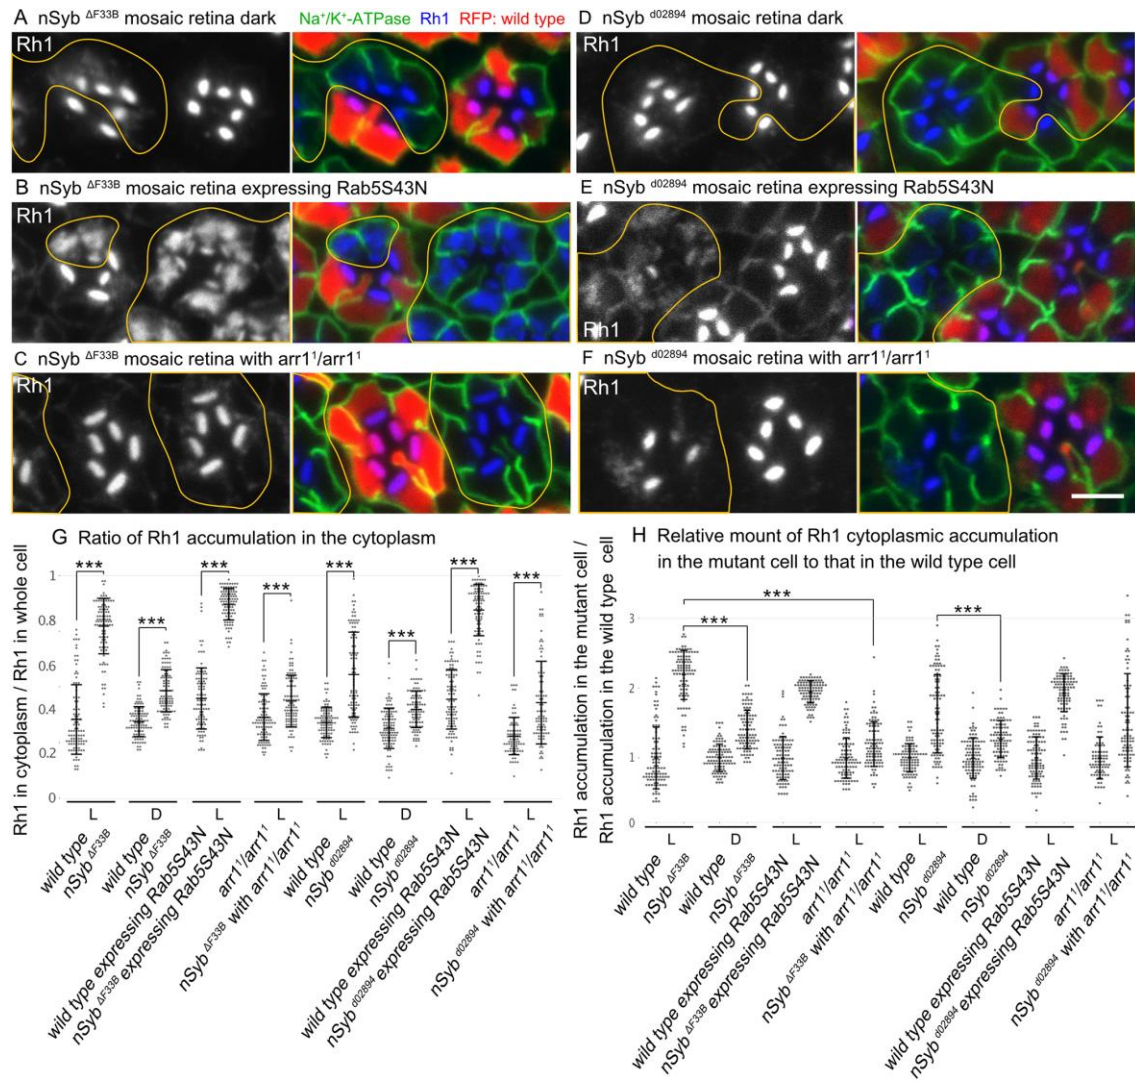 A nSyb ΔF33B mosaic retina dark
Na⁺/K⁺-ATPase Rh1 RFP: wild type
D nSyb d02894 mosaic retina dark
Rh1
Rh1
B nSyb ΔF33B mosaic retina expressing Rab5S43N
E nSyb d02894 mosaic retina expressing Rab5S43N
Rh1
Rh1
C nSyb ΔF33B mosaic retina with arr1¹/arr1¹
F nSyb d02894 mosaic retina with arr1¹/arr1¹
Rh1
Rh1
G Ratio of Rh1 accumulation in the cytoplasm
Rh1 in cytoplasm / Rh1 in whole cell
1
0.8
0.6
0.4
0.2
0
***
***
***
***
***
***
***
***
L
D
L
L
L
D
L
L
wild type
nSyb ΔF33B
wild type
nSyb ΔF33B
wild type expressing Rab5S43N
nSyb ΔF33B expressing Rab5S43N
arr1¹/arr1¹
nSyb ΔF33B with arr1¹/arr1¹
wild type
nSyb d02894
wild type
nSyb d02894
wild type expressing Rab5S43N
nSyb d02894 expressing Rab5S43N
arr1¹/arr1¹
nSyb d02894 with arr1¹/arr1¹
H Relative mount of Rh1 cytoplasmic accumulation
in the mutant cell to that in the wild type cell
Rh1 accumulation in the mutant cell /
Rh1 accumulation in the wild type cell
3
2
1
0
***
***
***
L
D
L
L
L
D
L
L
wild type
nSyb ΔF33B
wild type
nSyb ΔF33B
wild type expressing Rab5S43N
nSyb ΔF33B expressing Rab5S43N
arr1¹/arr1¹
nSyb ΔF33B with arr1¹/arr1¹
wild type
nSyb d02894
wild type
nSyb d02894
wild type expressing Rab5S43N
nSyb d02894 expressing Rab5S43N
arr1¹/arr1¹
nSyb d02894 with arr1¹/arr1¹